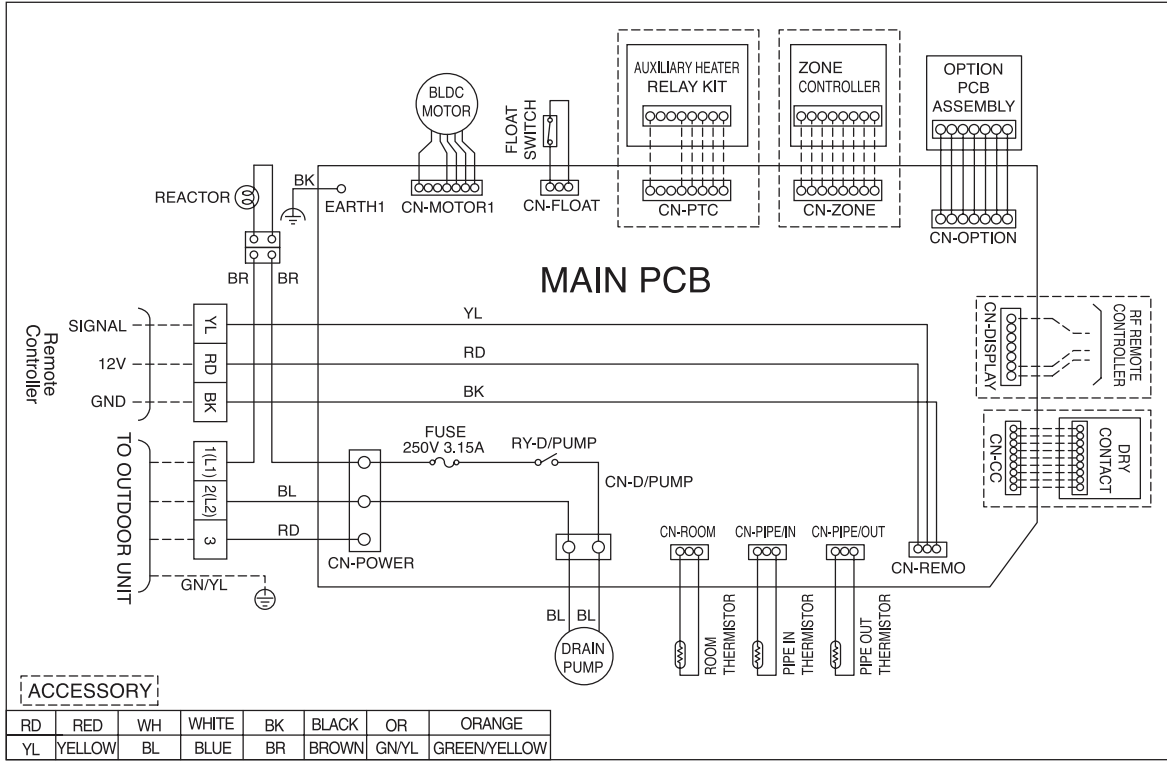 BLDC
MOTOR
FLOAT
SWITCH
AUXILIARY HEATER
RELAY KIT
ZONE
CONTROLLER
OPTION
PCB
ASSEMBLY
REACTOR
BK
EARTH1
CN-MOTOR1
CN-FLOAT
CN-PTC
CN-ZONE
CN-OPTION
BR
BR
MAIN PCB
Remote
Controller
SIGNAL
YL
YL
12V
RD
RD
GND
BK
BK
CN-DISPLAY
RF REMOTE
CONTROLLER
CN-CC
DRY
CONTACT
TO OUTDOOR UNIT
1(L1)
2(L2)
3
BL
RD
GN/YL
CN-POWER
FUSE
250V 3.15A
RY-D/PUMP
CN-D/PUMP
BL
BL
DRAIN
PUMP
CN-ROOM
CN-PIPE/IN
CN-PIPE/OUT
CN-REMO
ROOM
THERMISTOR
PIPE IN
THERMISTOR
PIPE OUT
THERMISTOR
ACCESSORY
RD RED WH WHITE BK BLACK OR ORANGE
YL YELLOW BL BLUE BR BROWN GN/YL GREEN/YELLOW